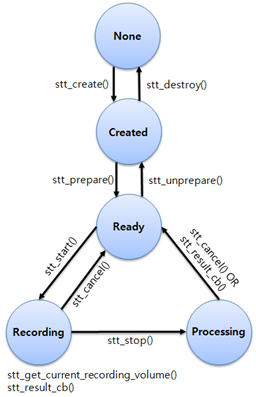 None
stt_create()
stt_destroy()
Created
stt_prepare()
stt_unprepare()
Ready
stt_start()
stt_cancel()
stt_cancel() OR
stt_result_cb()
Recording
Processing
stt_stop()
stt_get_current_recording_volume()
stt_result_cb()